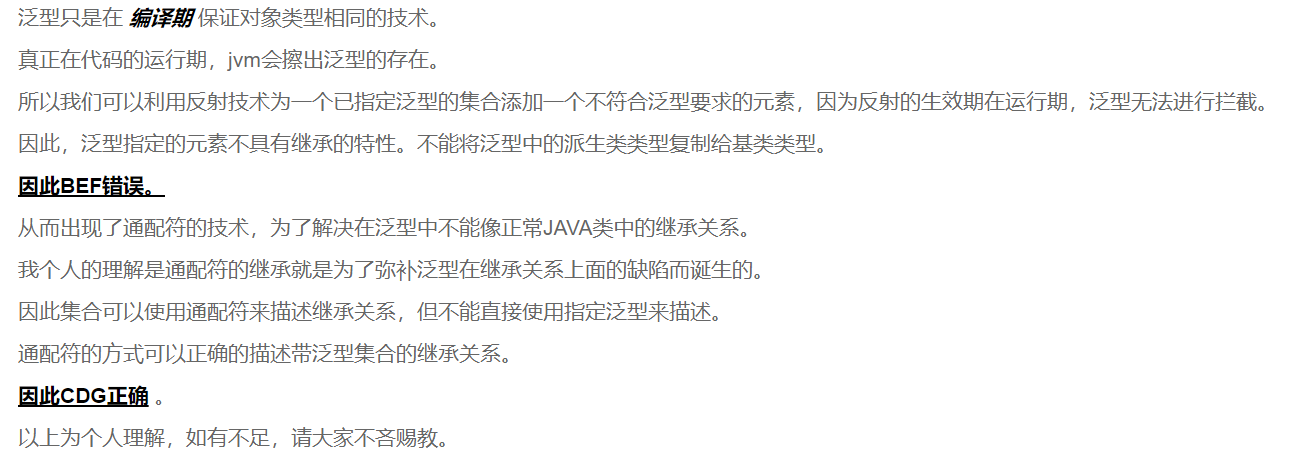 泛型只是在 编译期 保证对象类型相同的技术。
真正在代码的运行期，jvm会擦出泛型的存在。
所以我们可以利用反射技术为一个已指定泛型的集合添加一个不符合泛型要求的元素，因为反射的生效期在运行期，泛型无法进行拦截。
因此，泛型指定的元素不具有继承的特性。不能将泛型中的派生类类型复制给基类类型。
因此BEF错误。
从而出现了通配符的技术，为了解决在泛型中不能像正常JAVA类中的继承关系。
我个人的理解是通配符的继承就是为了弥补泛型在继承关系上面的缺陷而诞生的。
因此集合可以使用通配符来描述继承关系，但不能直接使用指定泛型来描述。
通配符的方式可以正确的描述带泛型集合的继承关系。
因此CDG正确 。
以上为个人理解，如有不足，请大家不吝赐教。